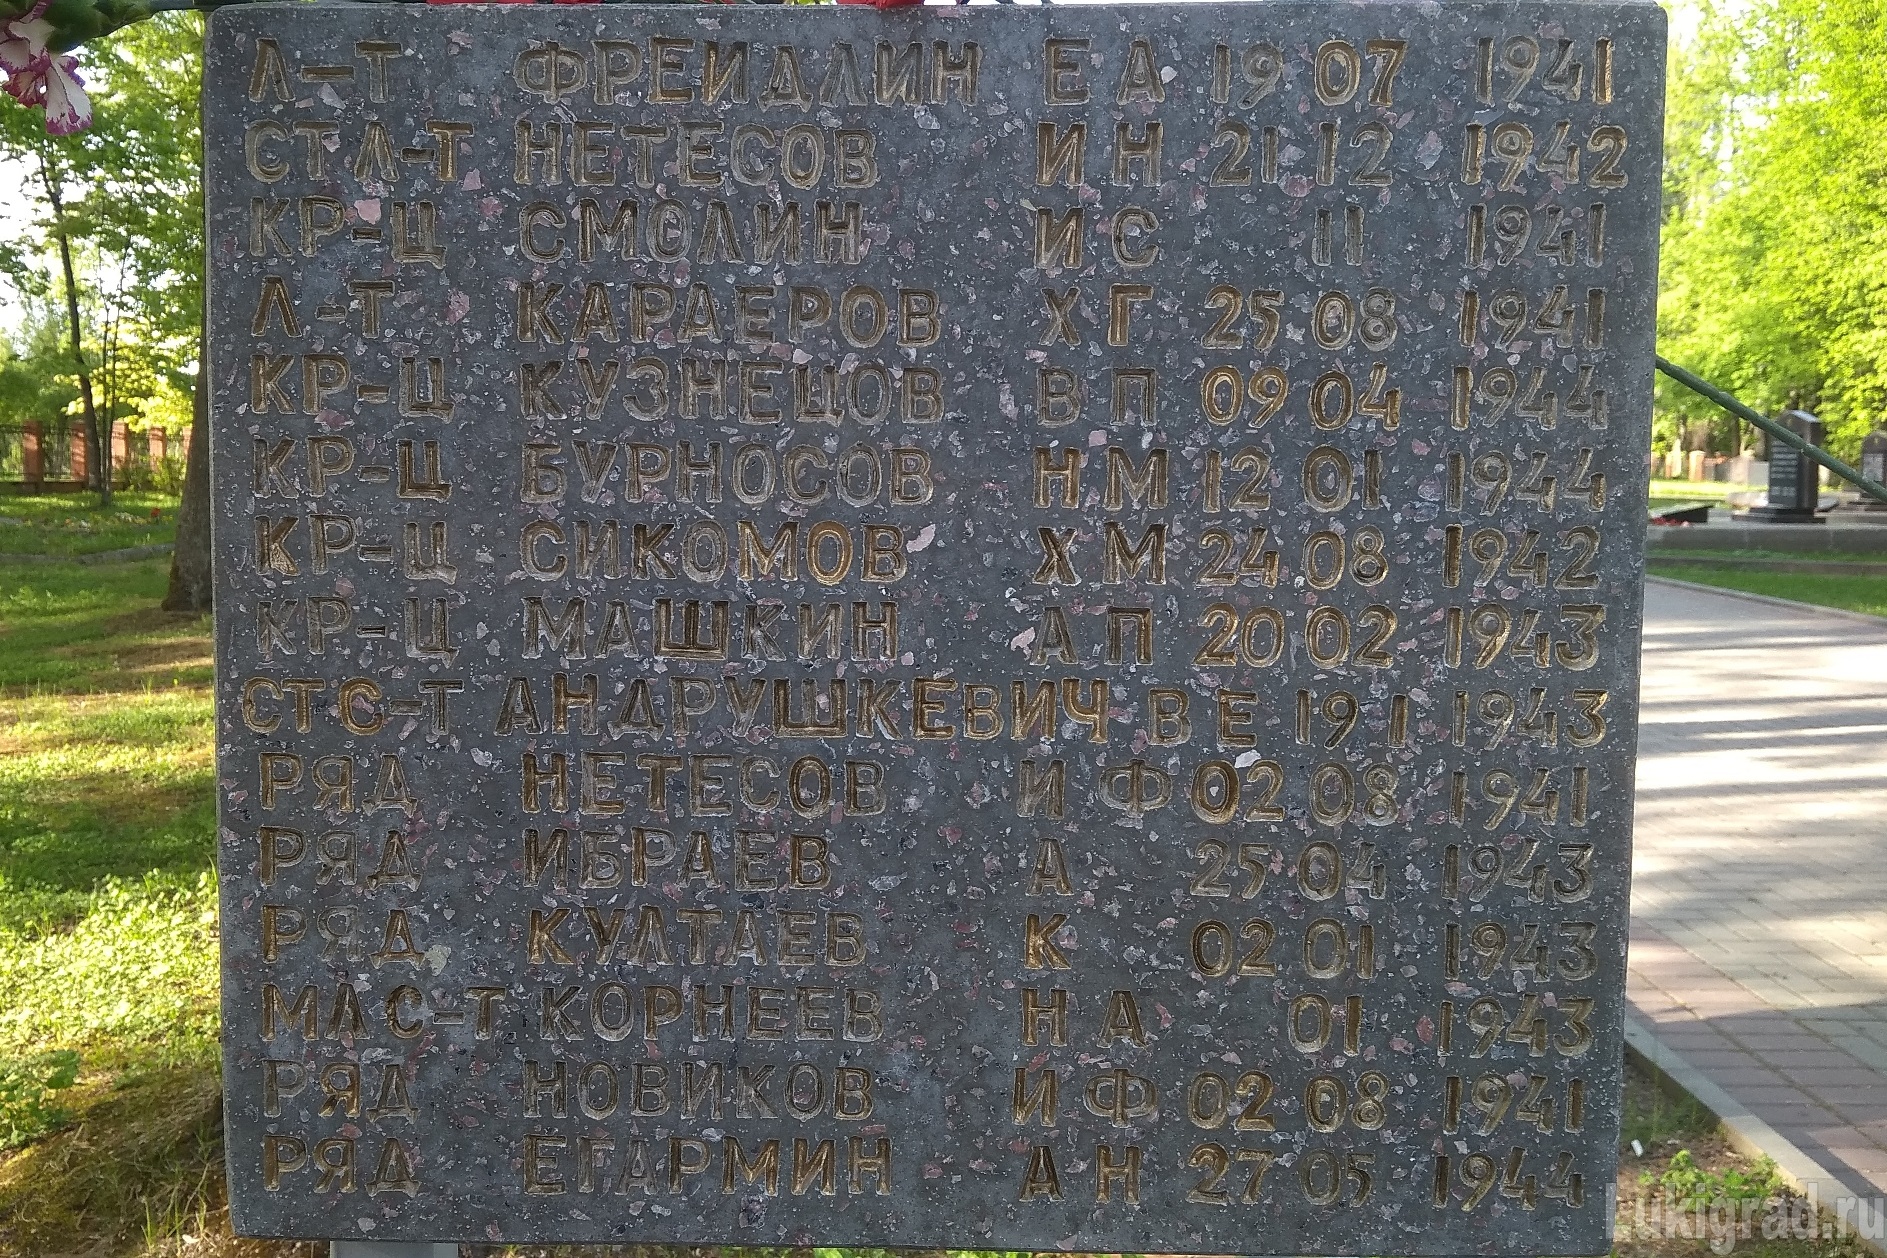 Л-Т ФРЕИДЛИН Е А 19 07 1941
СТ Л-Т НЕТЕСОВ И Н 21 12 1942
КР-Ц СМОЛИН И С 11 1941
Л-Т КАРАЕРОВ Х Г 25 08 1941
КР-Ц КУЗНЕЦОВ В П 09 04 1944
КР-Ц БУРНОСОВ Н М 12 01 1944
КР-Ц СИКОМОВ Х М 24 08 1942
КР-Ц МАШКИН А П 20 02 1943
СТ С-Т АНДРУШКЕВИЧ В Е 19 1 1943
РЯД НЕТЕСОВ И Ф 02 08 1941
РЯД ИБРАЕВ А 25 04 1943
РЯД КУЛТАЕВ К 02 01 1943
МЛ С-Т КОРНЕЕВ Н А 01 1943
РЯД НОВИКОВ И Ф 02 08 1941
РЯД ЕГАРМИН А Н 27 05 1944
Lukigrad.ru